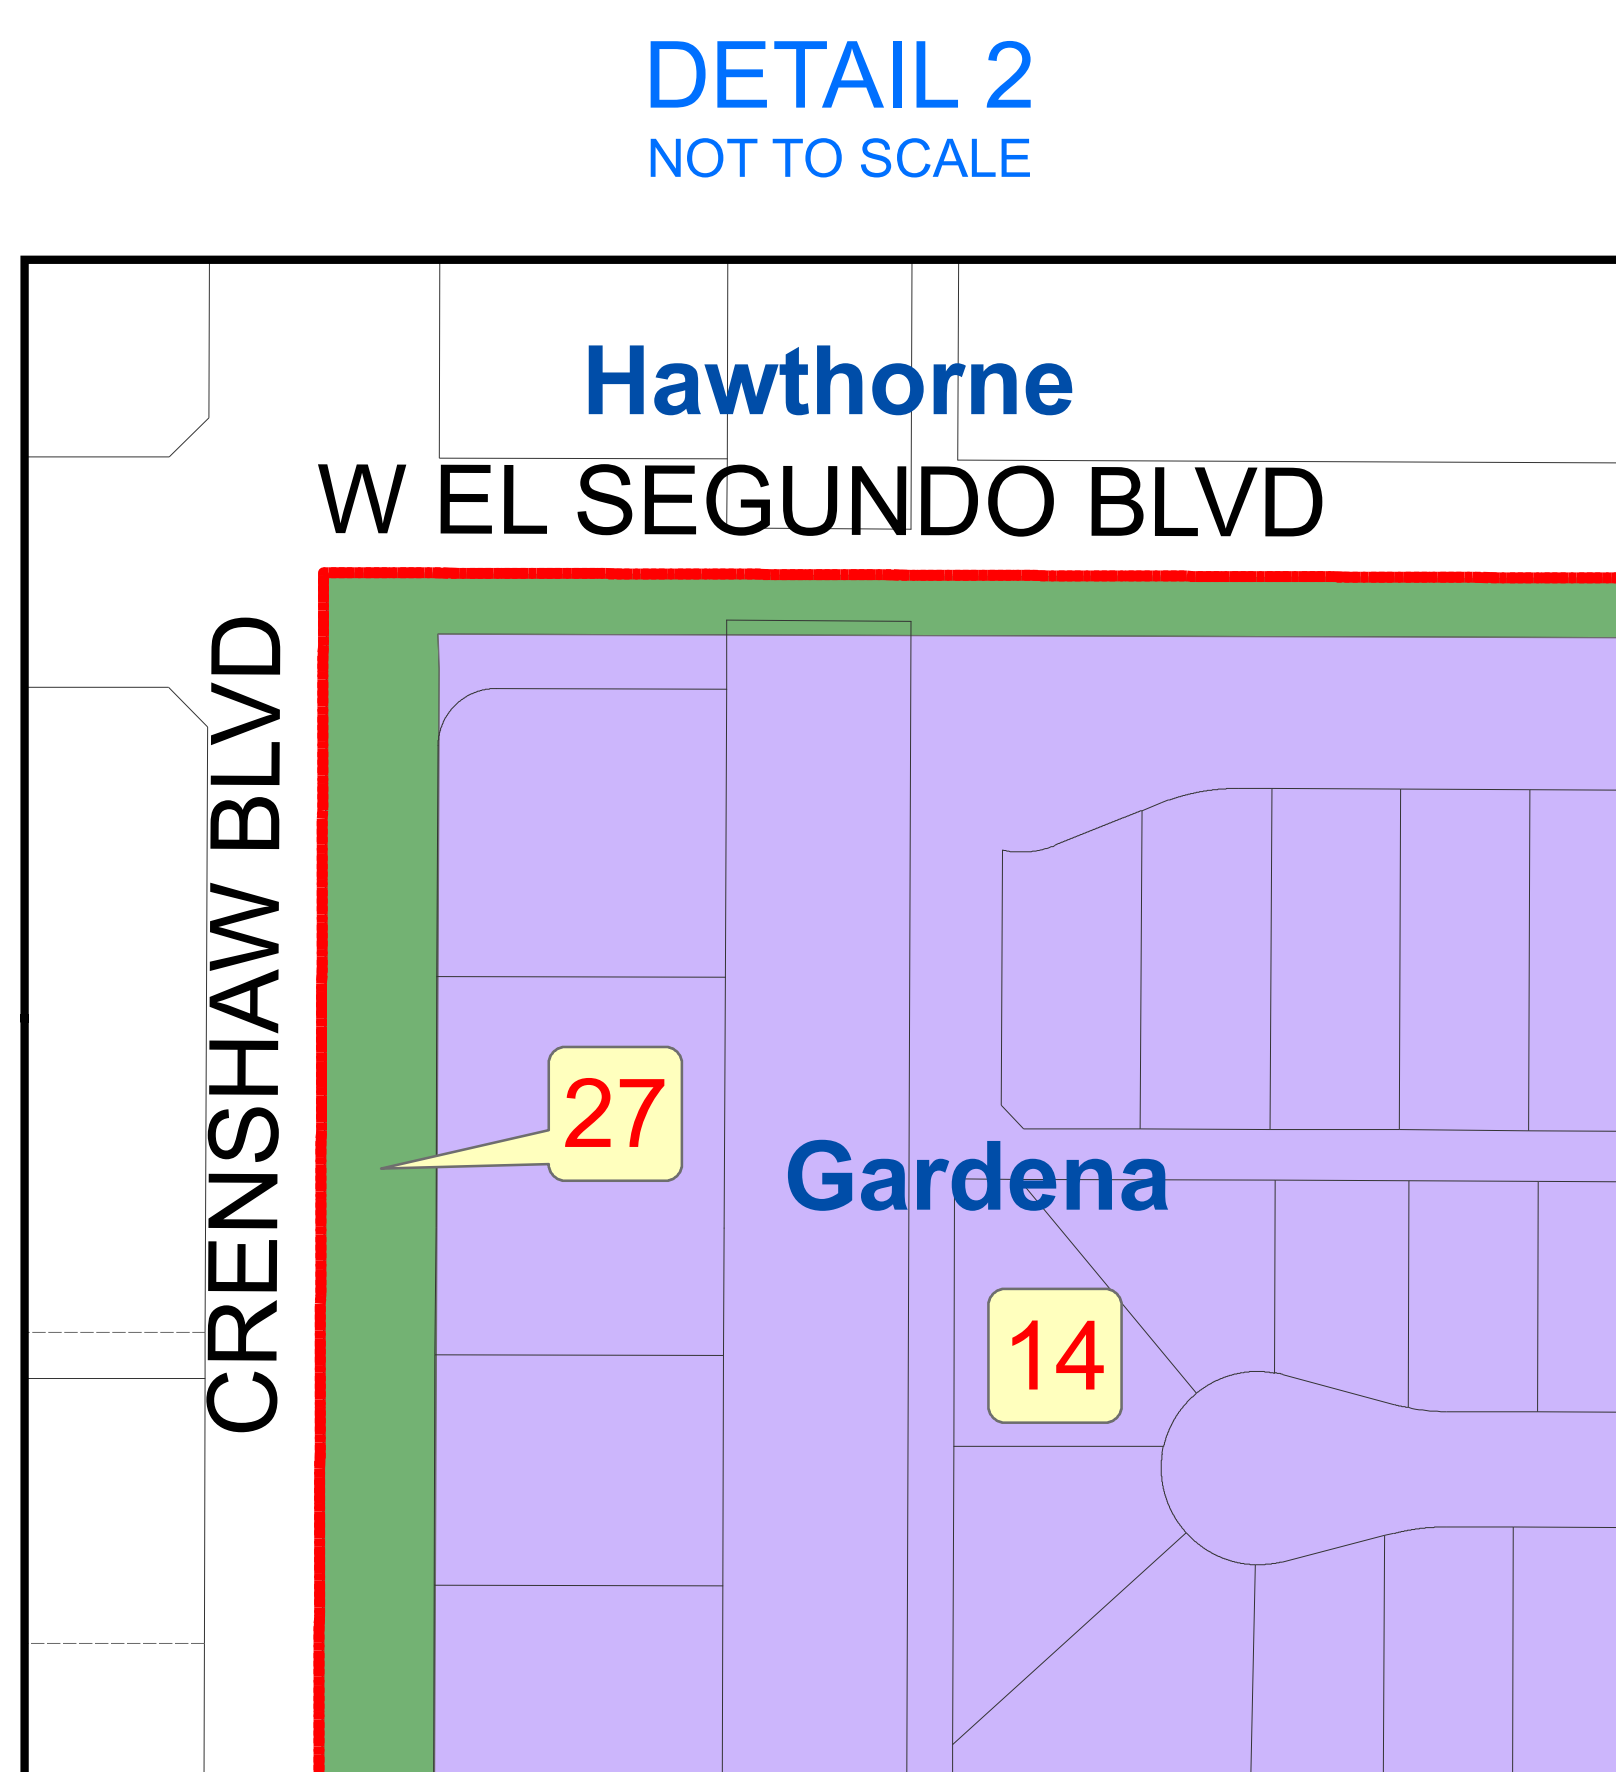 DETAIL 2
NOT TO SCALE
Hawthorne
W EL SEGUNDO BLVD
CRENSHAW BLVD
27
Gardena
14